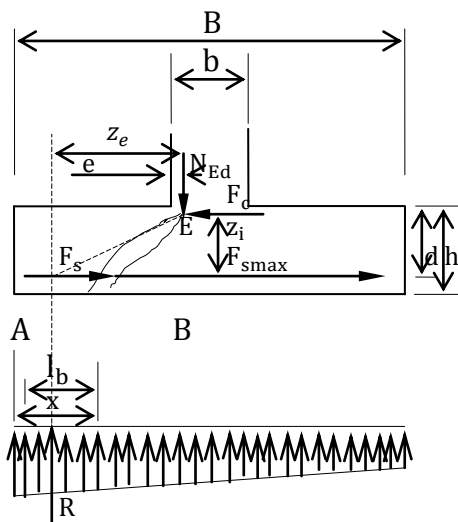 B
b
z_e
e N_Ed
F_c
E
z_i
F_s F_smax d h
A B
l_b
x
R